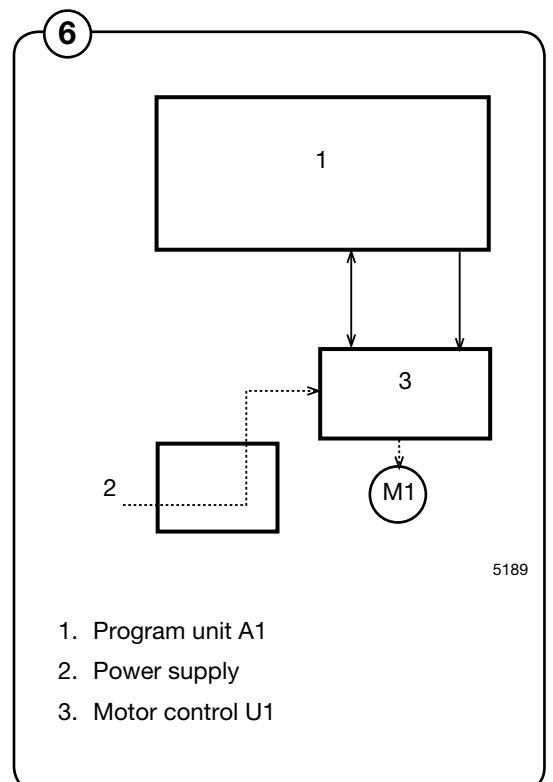 6
1
3
2
M1
5189
1. Program unit A1
2. Power supply
3. Motor control U1